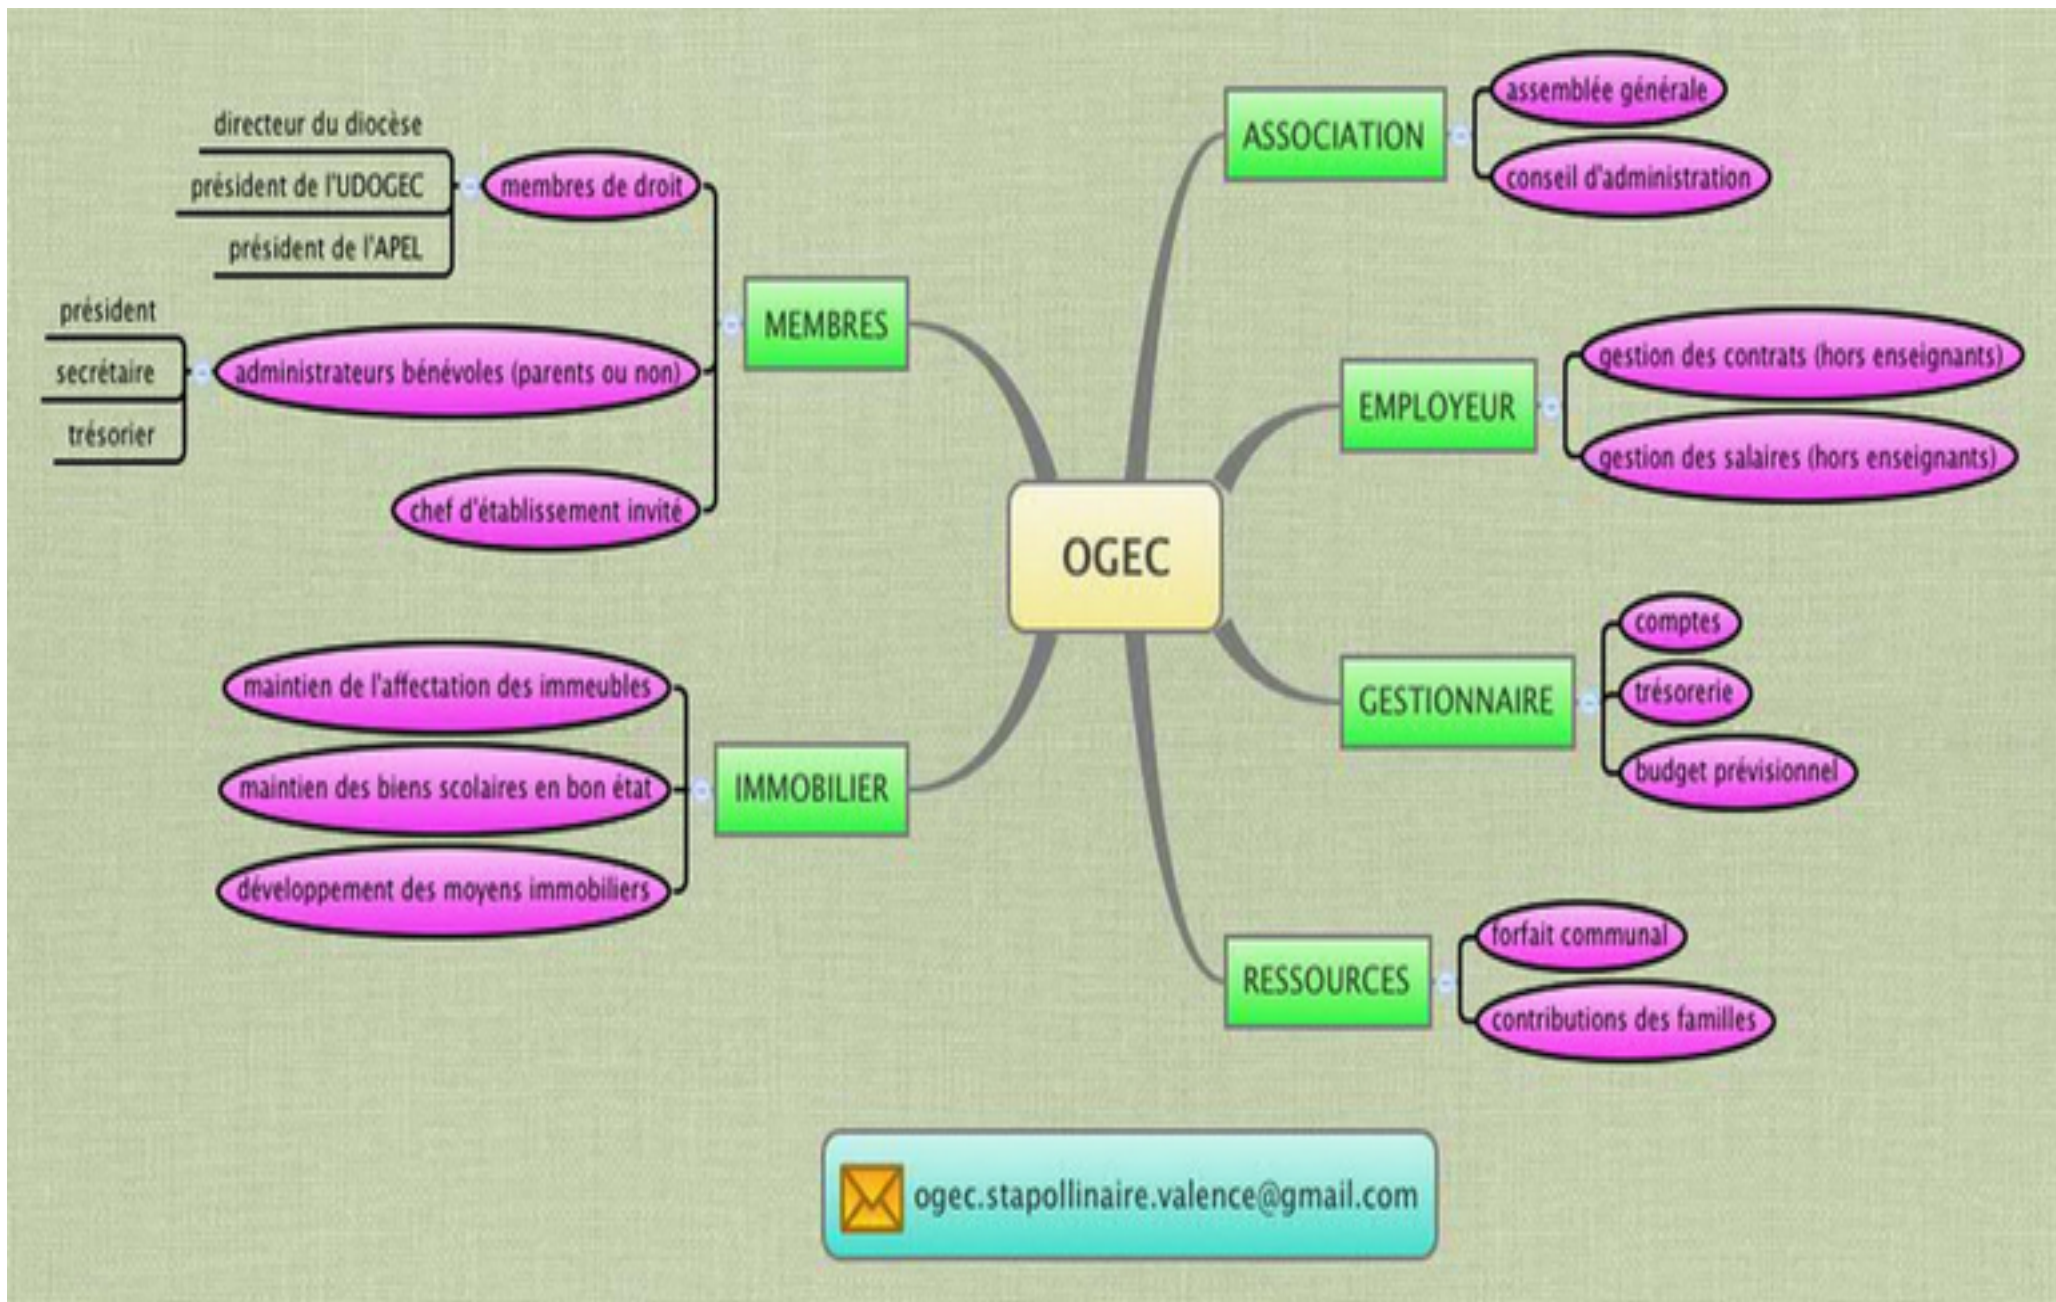 OGEC
ASSOCIATION
assemblée générale
conseil d'administration
EMPLOYEUR
gestion des contrats (hors enseignants)
gestion des salaires (hors enseignants)
GESTIONNAIRE
comptes
trésorerie
budget prévisionnel
RESSOURCES
forfait communal
contributions des familles
MEMBRES
membres de droit
directeur du diocèse
président de l'UDOGEC
président de l'APEL
administrateurs bénévoles (parents ou non)
président
secrétaire
trésorier
chef d'établissement invité
IMMOBILIER
maintien de l'affectation des immeubles
maintien des biens scolaires en bon état
développement des moyens immobiliers
ogec.stapollinaire.valence@gmail.com